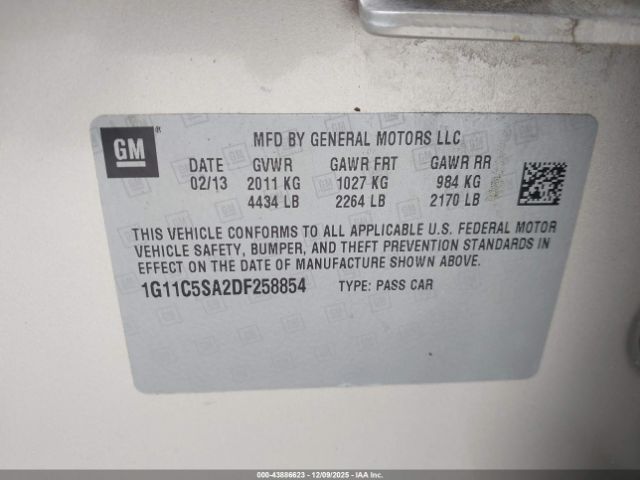 GM ®
MFD BY GENERAL MOTORS LLC
DATE GVWR GAWR FRT GAWR RR
02/13 2011 KG 1027 KG 984 KG
4434 LB 2264 LB 2170 LB
THIS VEHICLE CONFORMS TO ALL APPLICABLE U.S. FEDERAL MOTOR
VEHICLE SAFETY, BUMPER, AND THEFT PREVENTION STANDARDS IN
EFFECT ON THE DATE OF MANUFACTURE SHOWN ABOVE.
1G11C5SA2DF258854 TYPE: PASS CAR
000-43886623 • 12/09/2025 - IAA Inc.